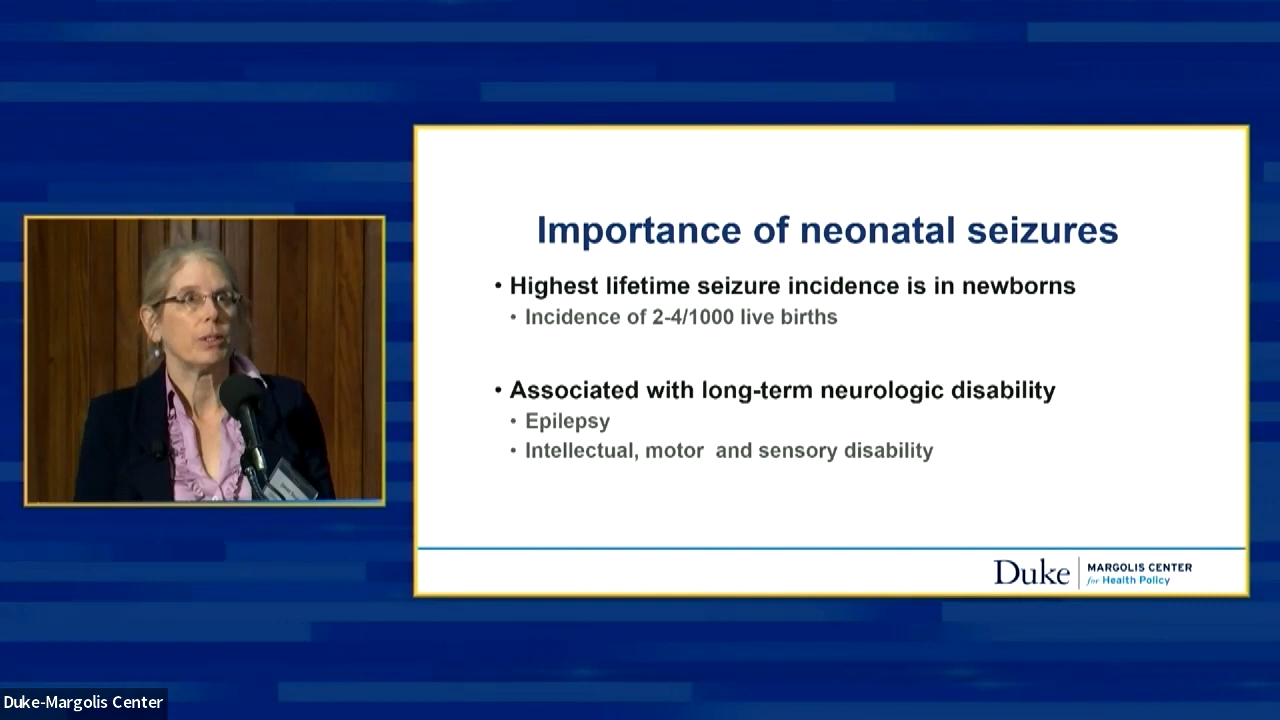 Importance of neonatal seizures
• Highest lifetime seizure incidence is in newborns
• Incidence of 2-4/1000 live births
• Associated with long-term neurologic disability
• Epilepsy
• Intellectual, motor and sensory disability
Duke MARGOLIS CENTER
for Health Policy
Duke-Margolis Center